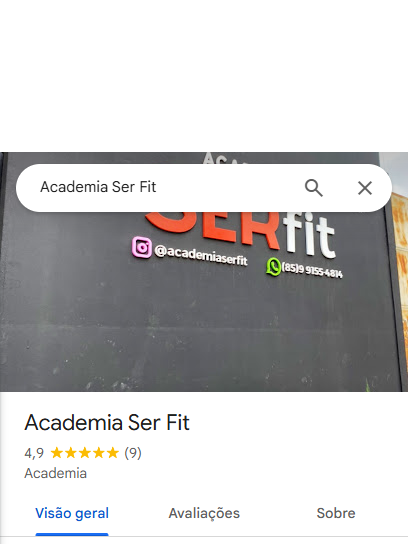 Academia Ser Fit
SERfit
@academiaserfit
(85)9 9155-4814
Academia Ser Fit
4,9 (9)
Academia
Visão geral
Avaliações
Sobre